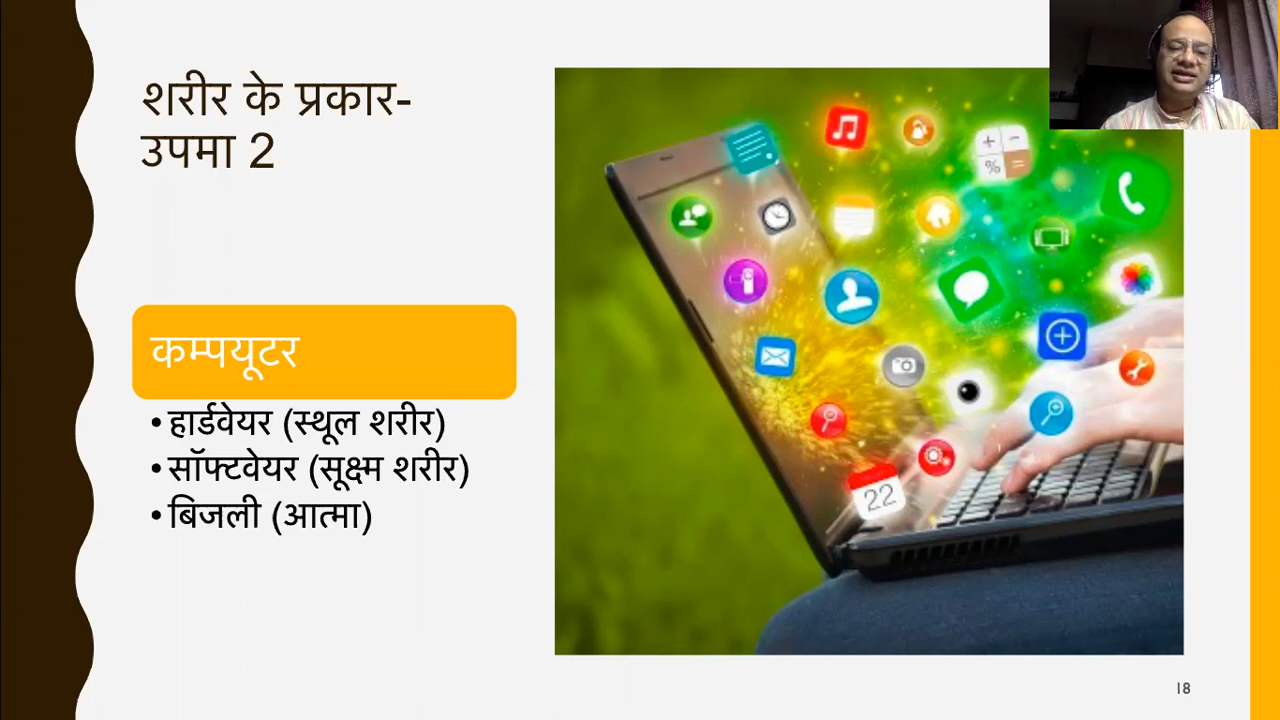 शरीर के प्रकार-
उपमा 2
कम्पयूटर
• हार्डवेयर (स्थूल शरीर)
• सॉफ्टवेयर (सूक्ष्म शरीर)
• बिजली (आत्मा)
22
18